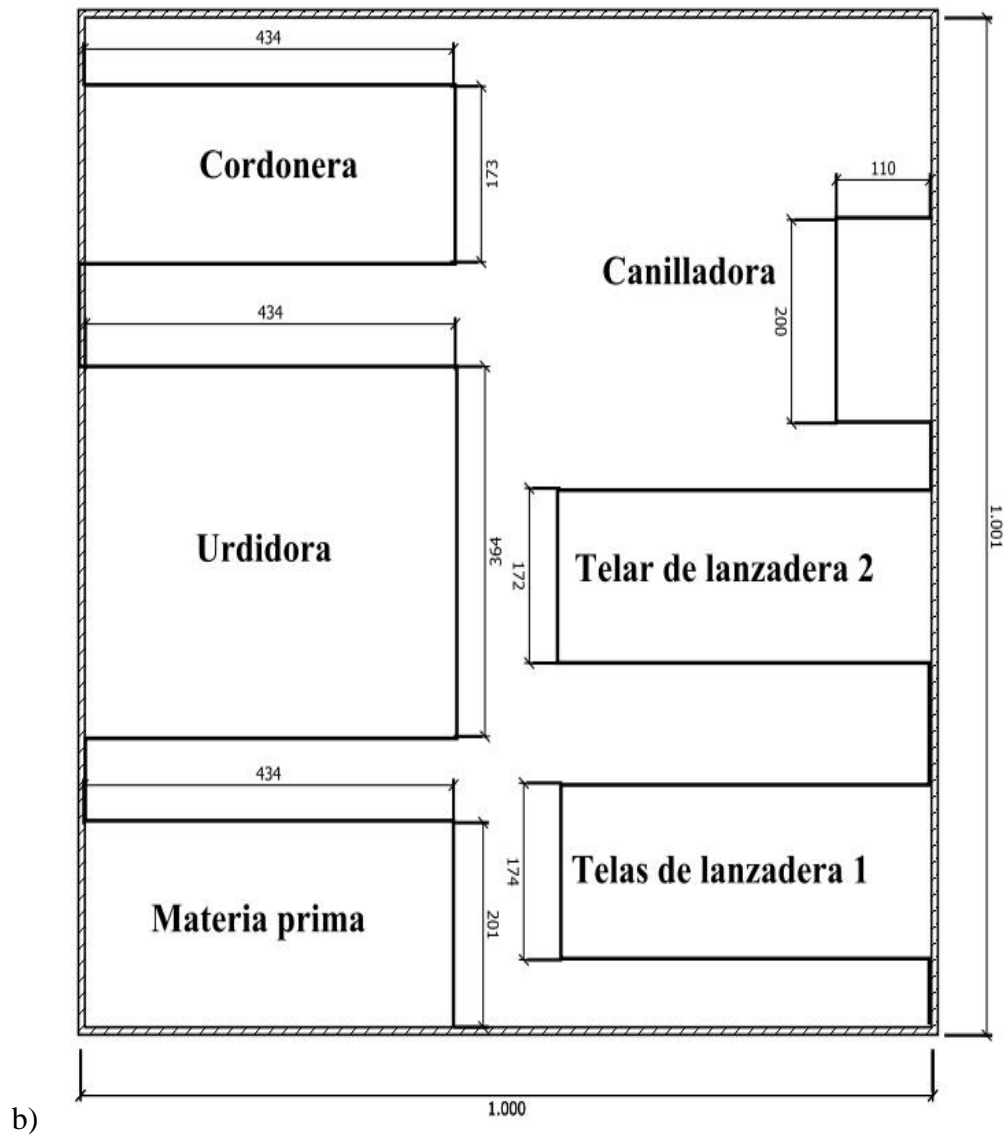 434
Cordonera
173
110
Canilladora
200
434
Urdidora
364
1.001
172
Telar de lanzadera 2
434
174
Telas de lanzadera 1
Materia prima
201
1.000
b)